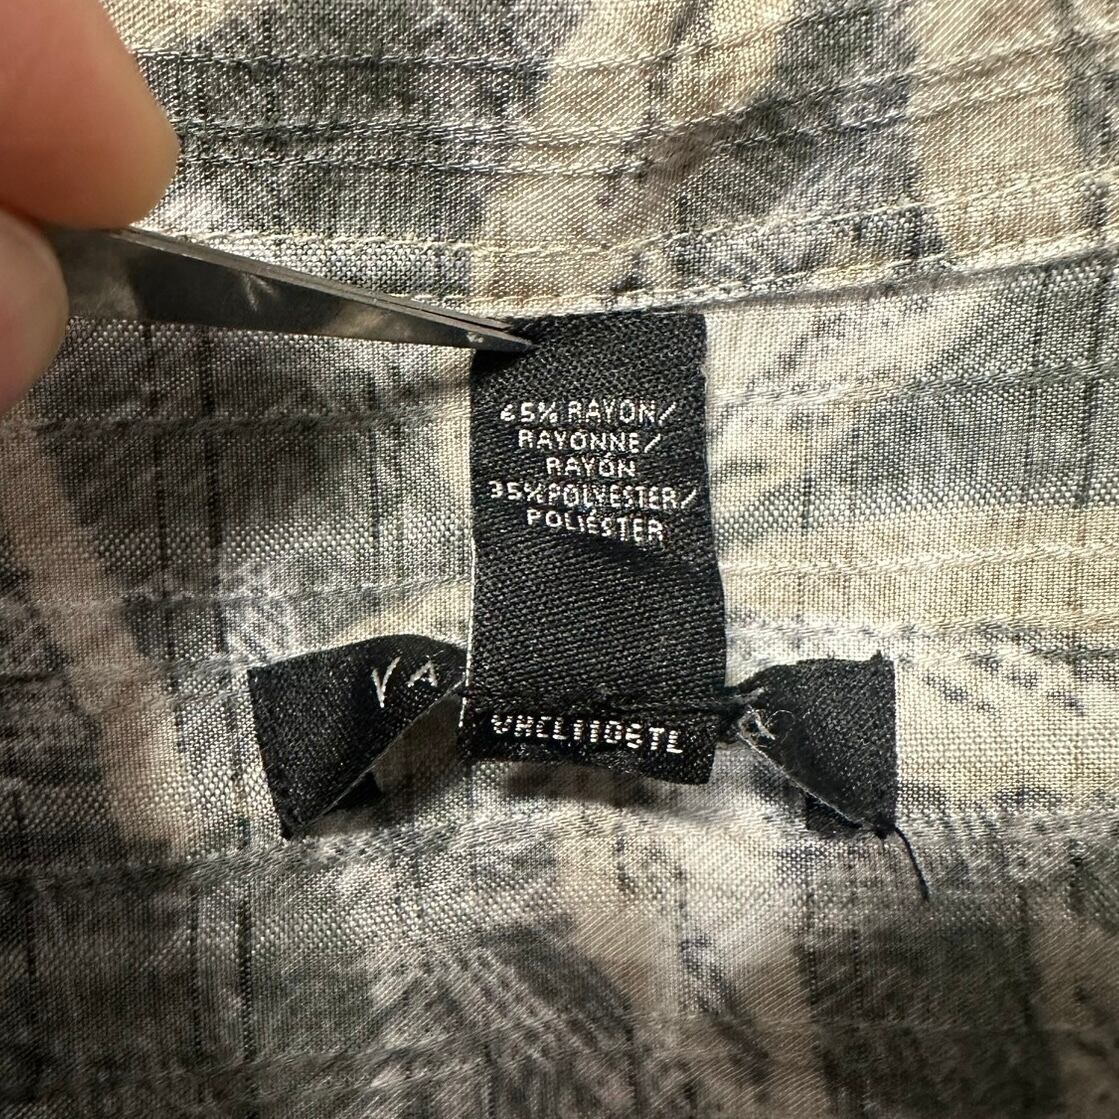 65% RAYON/
RAYONNE/
RAYÓN
35%POLYESTER/
POLIÉSTER
VA